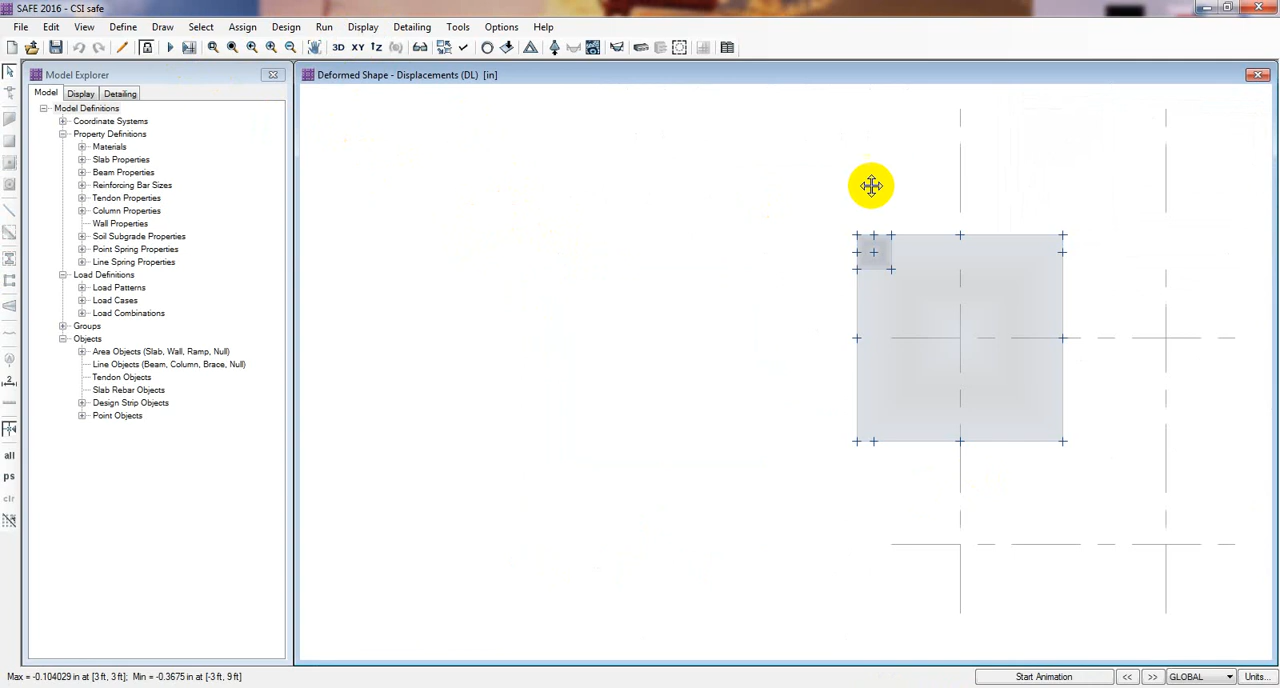 SAFE 2016 - CSI safe
File Edit View Define Draw Select Assign Design Run Display Detailing Tools Options Help
3D XY
Model Explorer
Deformed Shape - Displacements (DL) [in]
Model Display Detailing
Model Definitions
Coordinate Systems
Property Definitions
Materials
Slab Properties
Beam Properties
Reinforcing Bar Sizes
Tendon Properties
Column Properties
Wall Properties
Soil Subgrade Properties
Point Spring Properties
Line Spring Properties
Load Definitions
Load Patterns
Load Cases
Load Combinations
Groups
Objects
Area Objects (Slab, Wall, Ramp, Null)
Line Objects (Beam, Column, Brace, Null)
Tendon Objects
Slab Rebar Objects
Design Strip Objects
Point Objects
all
ps
clr
Max = -0.104029 in at [3 ft, 3 ft]; Min = -0.3675 in at [-3 ft, 9 ft]
Start Animation << >> GLOBAL Units...